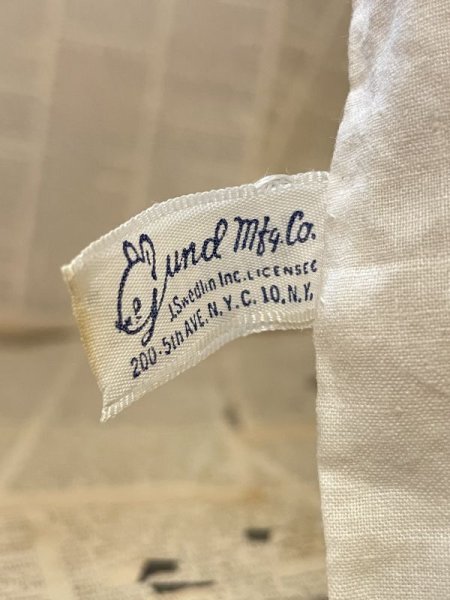 Gund Mfg. Co.
J. Swedlin Inc. LICENSEE
200-5th AVE. N.Y.C. 10. N.Y.